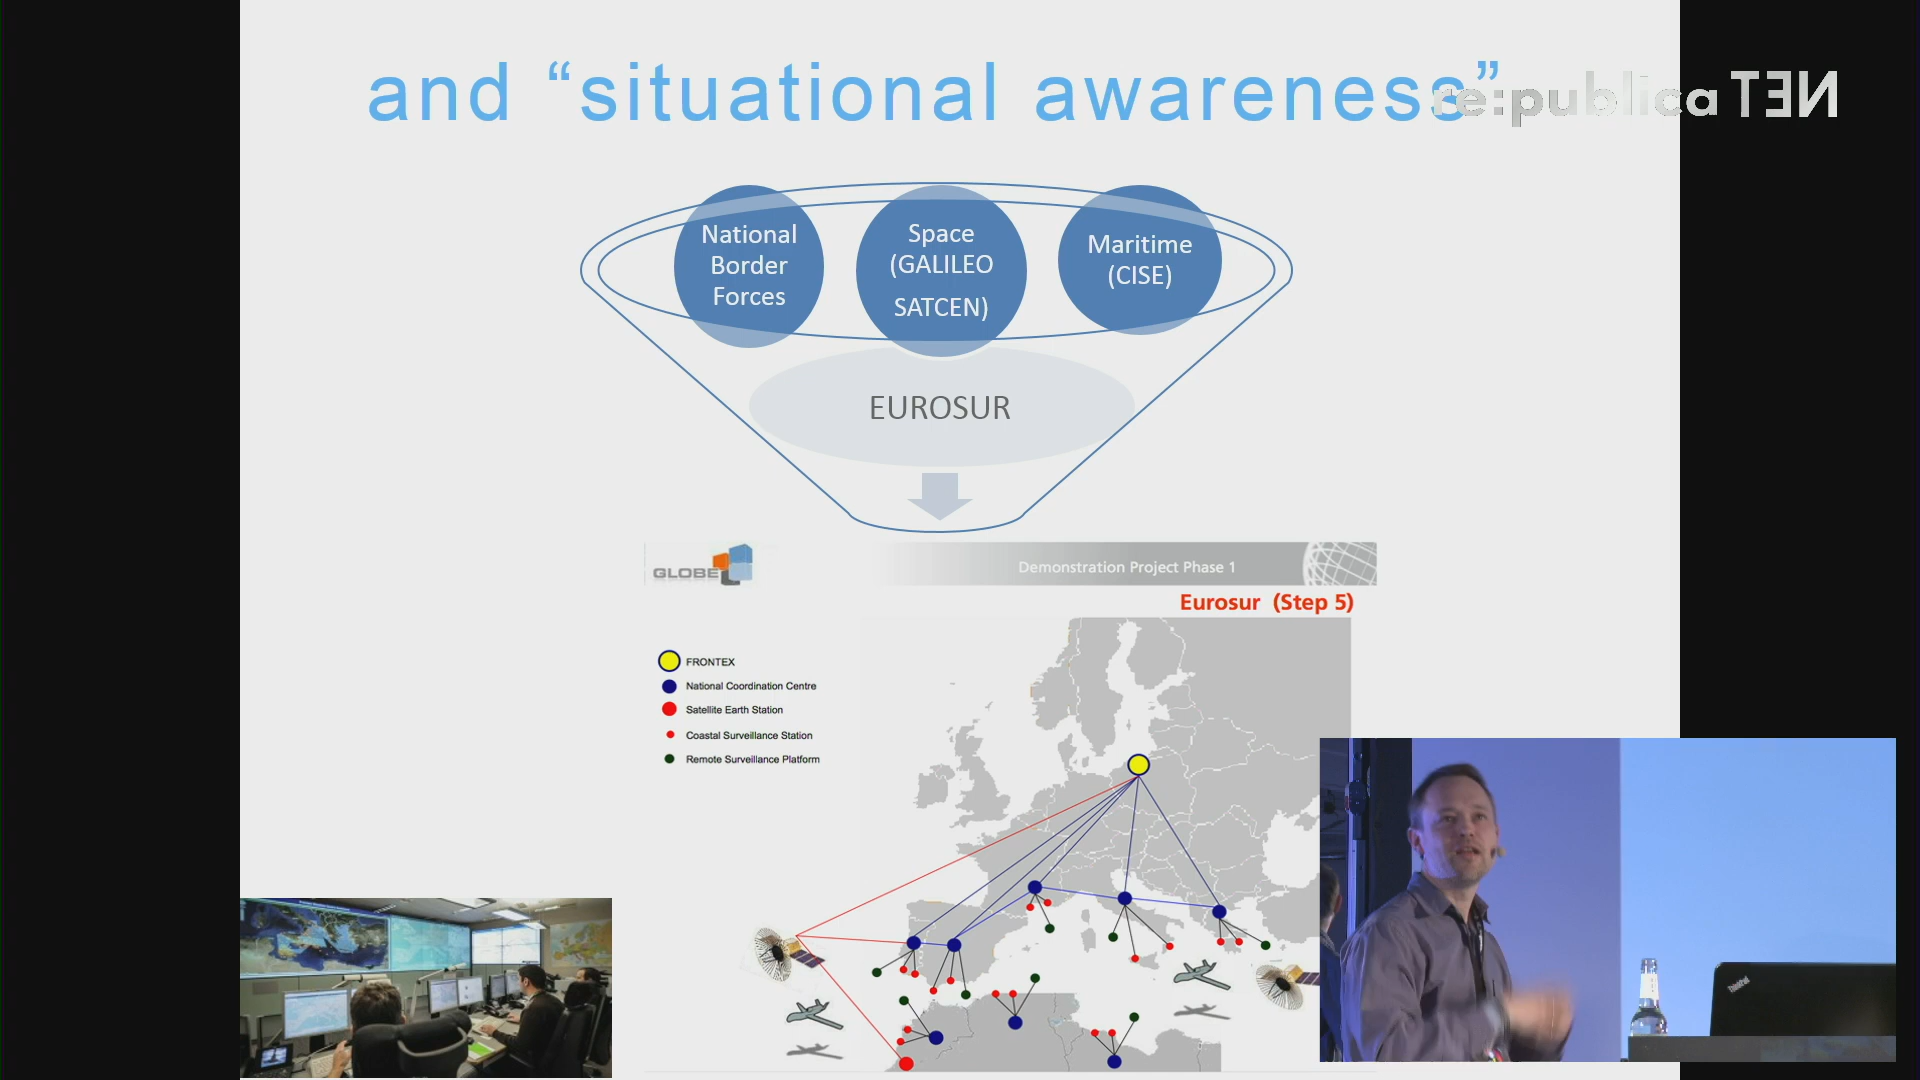 and “situational awareness”
re:publica TEN
National
Border
Forces
Space
(GALILEO
SATCEN)
Maritime
(CISE)
EUROSUR
GLOBE
Demonstration Project Phase 1
Eurosur (Step 5)
FRONTEX
National Coordination Centre
Satellite Earth Station
Coastal Surveillance Station
Remote Surveillance Platform
ThinkPad